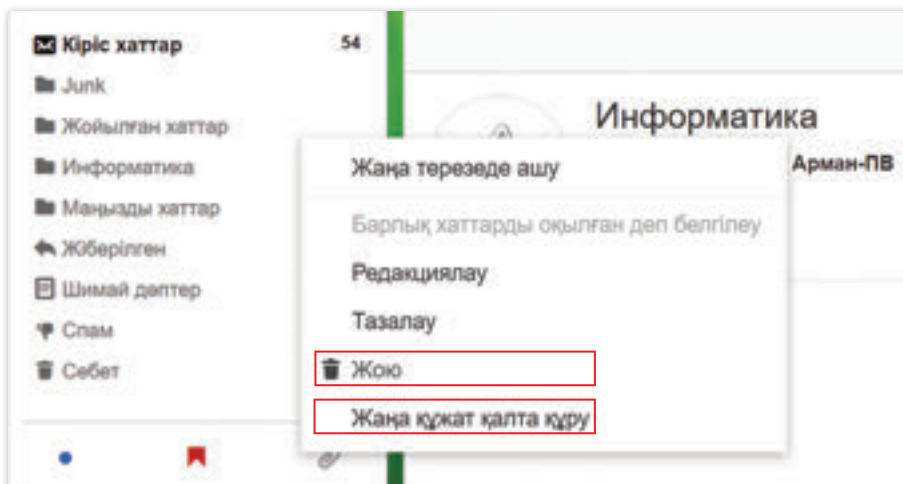 Кіріс хаттар 54
Junk
Жойылған хаттар
Информатика
Маңызды хаттар
Жіберілген
Шимай дәптер
Спам
Себет
Информатика
Арман-ПВ
Жаңа терезеде ашу
Барлық хаттарды оқылған деп белгілеу
Редакциялау
Тазалау
Жою
Жаңа құжат қалта құру